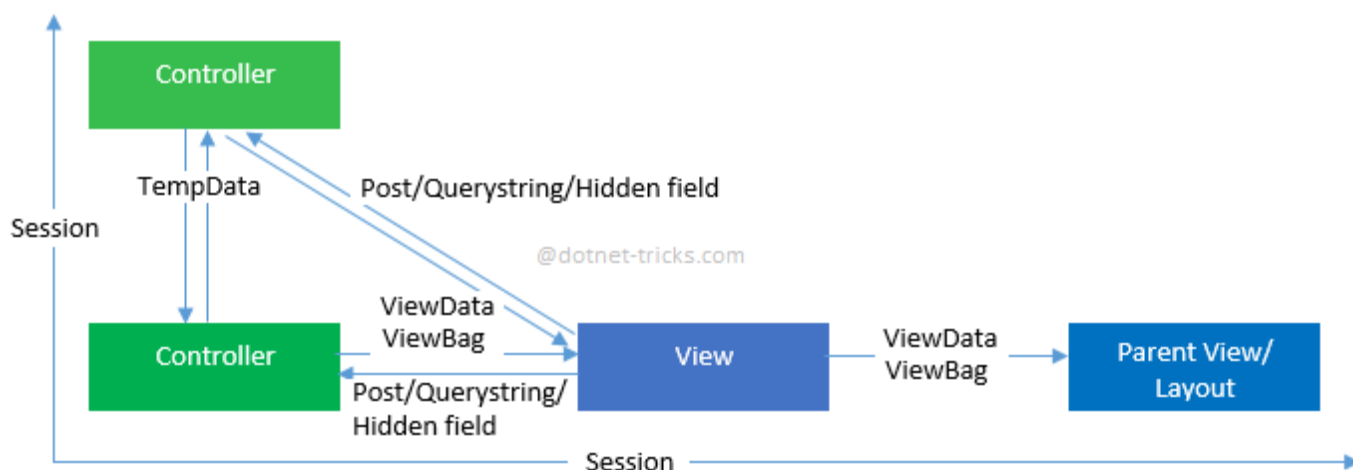 Controller
TempData
Post/Querystring/Hidden field
Session
@dotnet-tricks.com
ViewData
ViewBag
Controller
View
ViewData
ViewBag
Parent View/
Layout
Post/Querystring/
Hidden field
Session